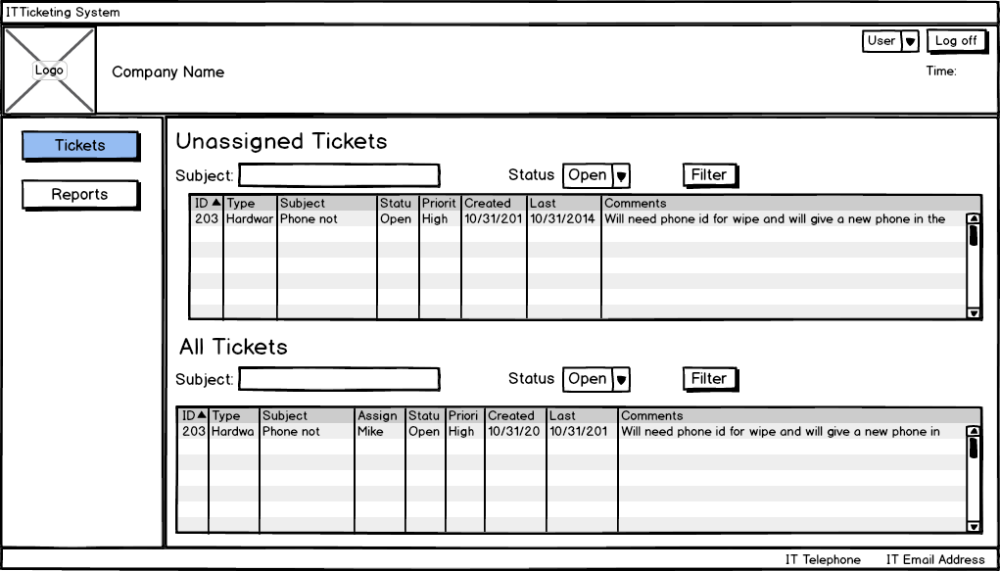 ITTicketing System
User
Log off
Logo
Company Name
Time:
Tickets
Reports
Unassigned Tickets
Subject:
Status
Open
Filter
ID Type Subject Statu Priorit Created Last Comments
203 Hardwar Phone not Open High 10/31/201 10/31/2014 Will need phone id for wipe and will give a new phone in the
All Tickets
Subject:
Status
Open
Filter
ID Type Subject Assign Statu Priori Created Last Comments
203 Hardwa Phone not Mike Open High 10/31/20 10/31/201 Will need phone id for wipe and will give a new phone in
IT Telephone IT Email Address